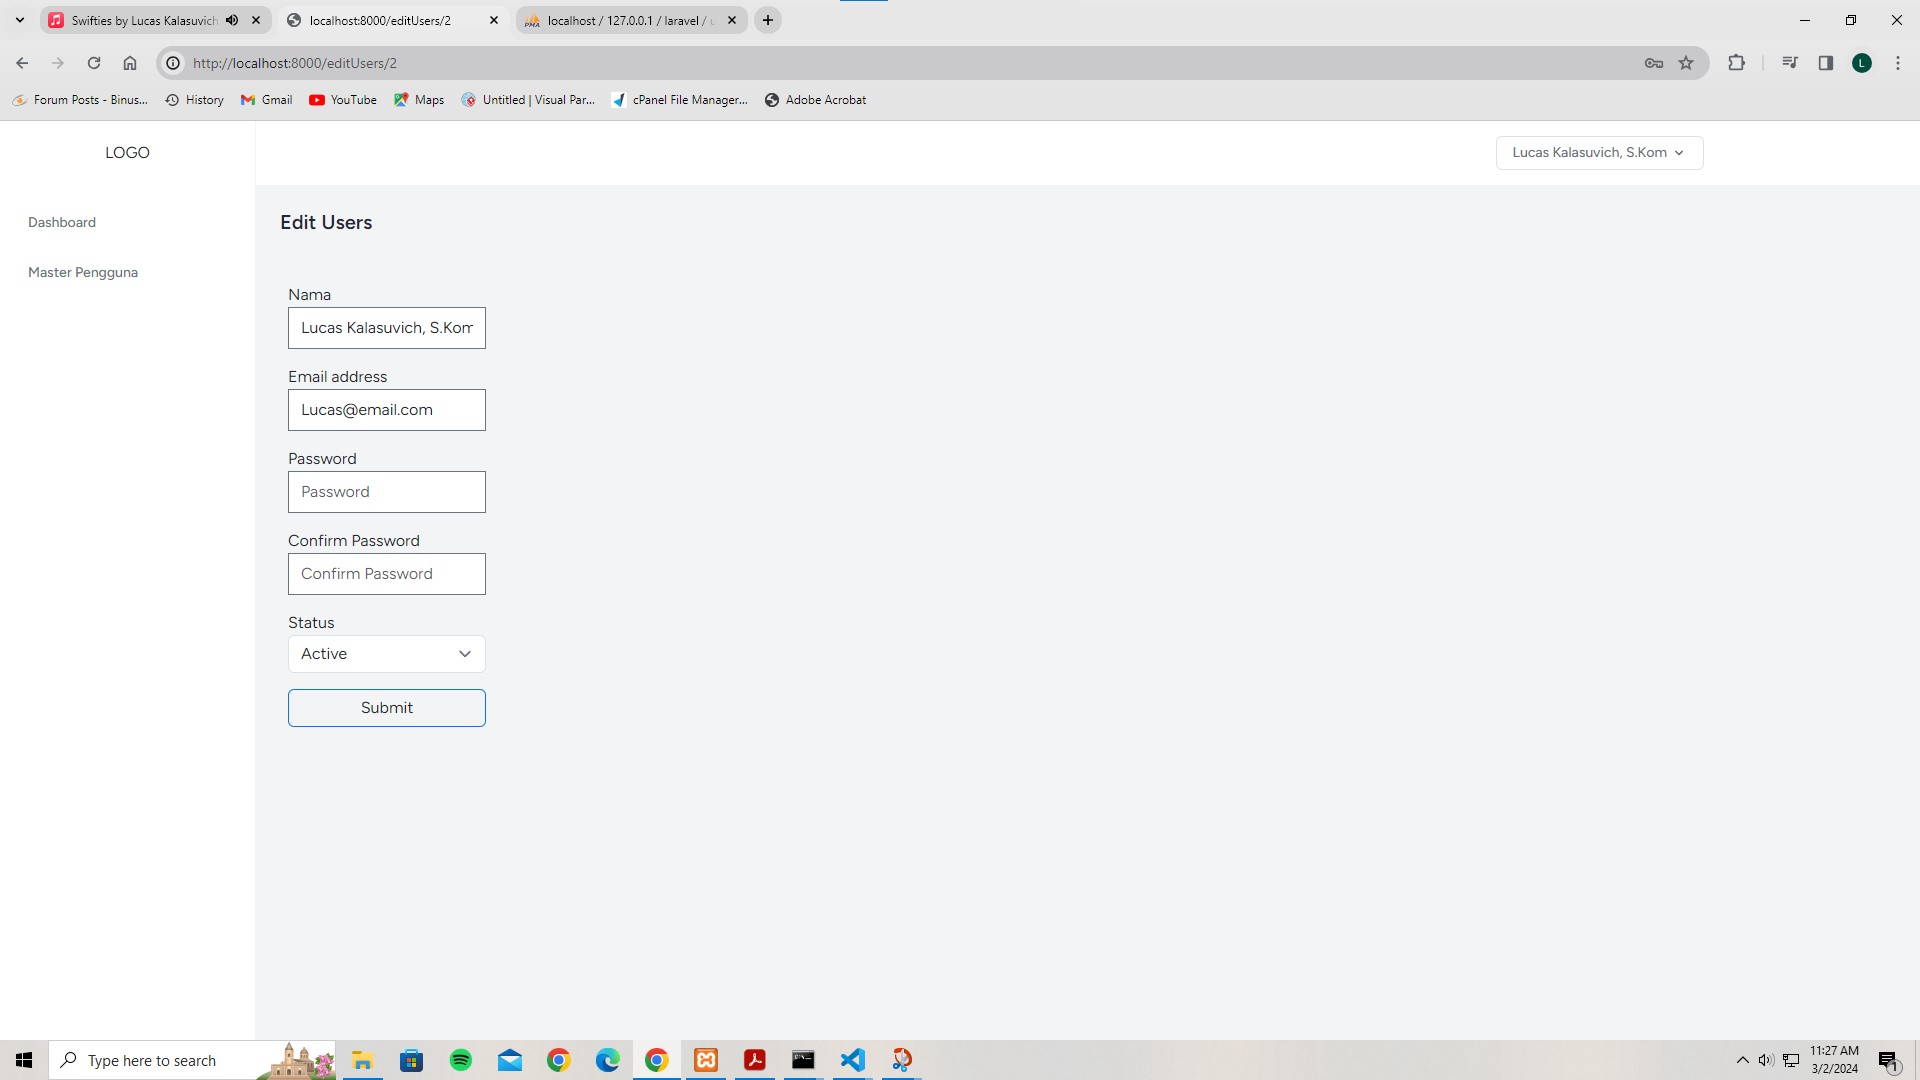 Swifties by Lucas Kalasuvich
localhost:8000/editUsers/2
localhost / 127.0.0.1 / laravel /
http://localhost:8000/editUsers/2
L
Forum Posts - Binus...
History
Gmail
YouTube
Maps
Untitled | Visual Par...
cPanel File Manager...
Adobe Acrobat
LOGO
Lucas Kalasuvich, S.Kom
Dashboard
Master Pengguna
Edit Users
Nama
Lucas Kalasuvich, S.Kom
Email address
Lucas@email.com
Password
Password
Confirm Password
Confirm Password
Status
Active
Submit
Type here to search
11:27 AM
3/2/2024
1